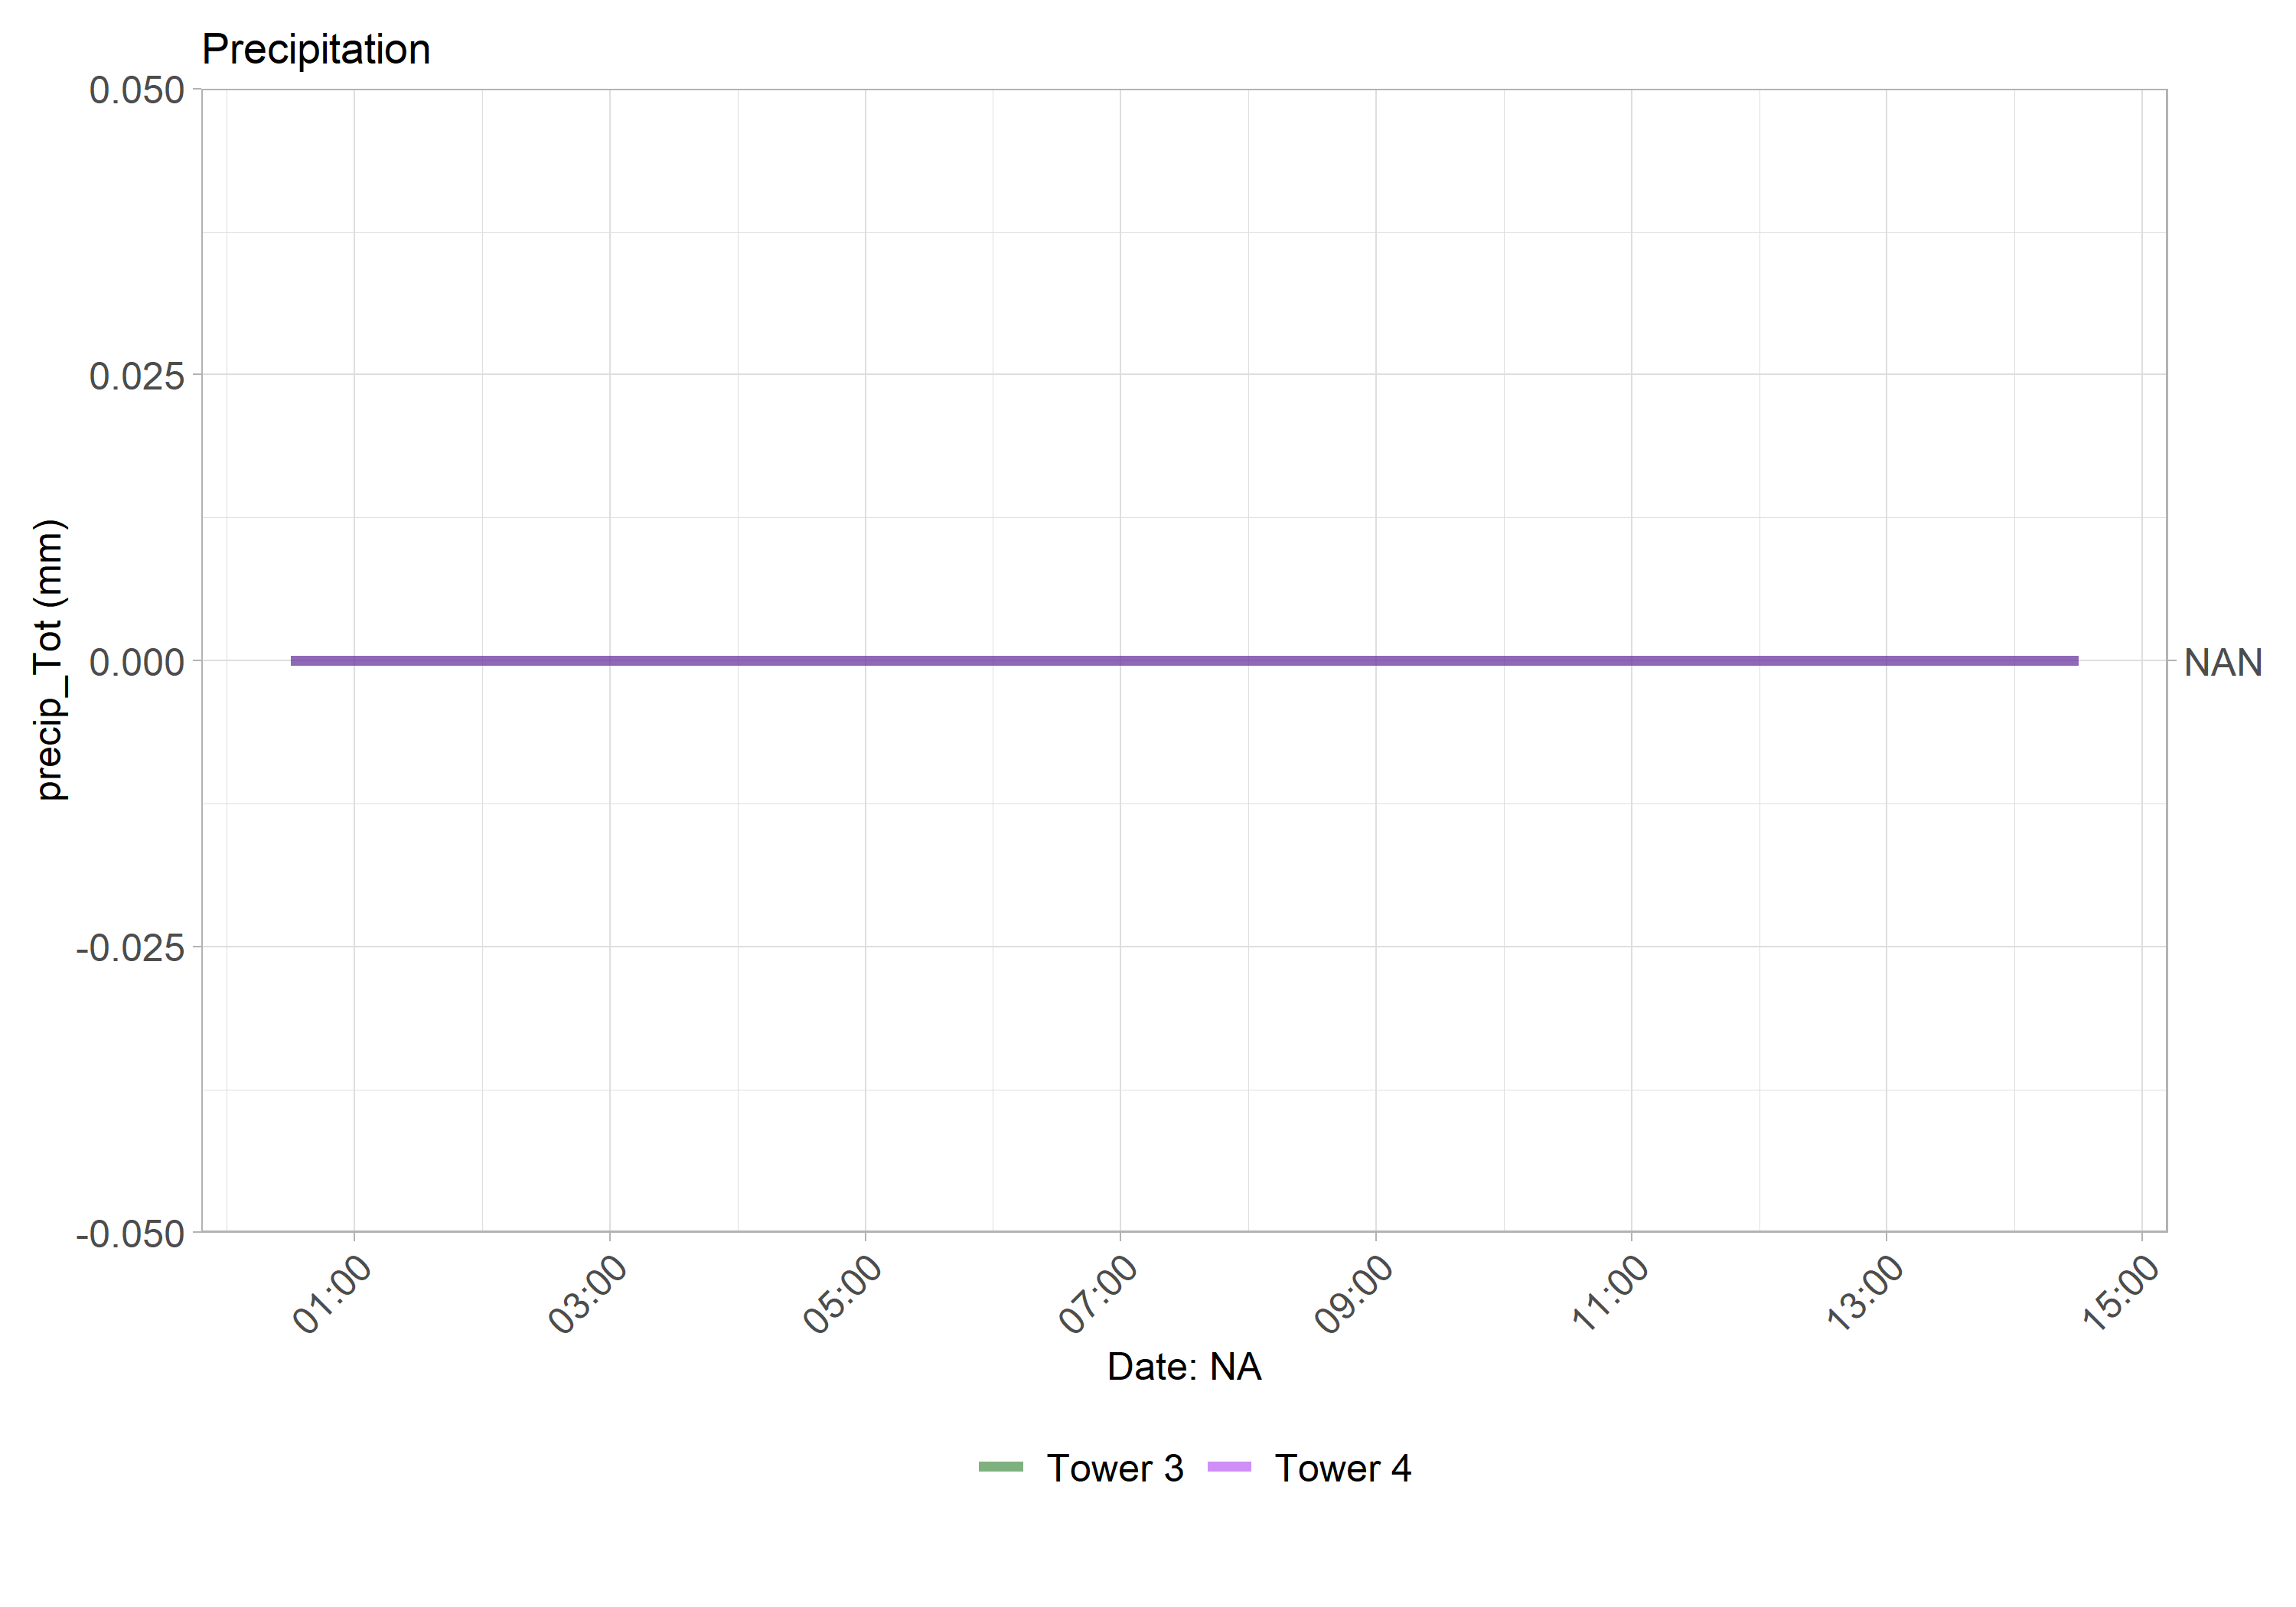 Precipitation
0.050
0.025
0.000
-0.025
-0.050
precip_Tot (mm)
NAN
01:00 03:00 05:00 07:00 09:00 11:00 13:00 15:00
Date: NA
Tower 3 Tower 4